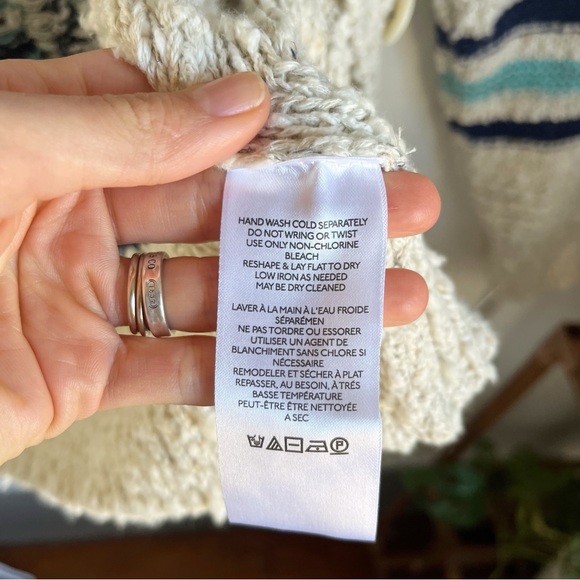 HAND WASH COLD SEPARATELY
DO NOT WRING OR TWIST
USE ONLY NON-CHLORINE
BLEACH
RESHAPE & LAY FLAT TO DRY
LOW IRON AS NEEDED
MAY BE DRY CLEANED
LAVER À LA MAIN À L'EAU FROIDE
SÉPARÉMEN
NE PAS TORDRE OU ESSORER
UTILISER UN AGENT DE
BLANCHIMENT SANS CHLORE SI
NÉCESSAIRE
REMODELER ET SÉCHER À PLAT
REPASSER, AU BESOIN, À TRÉS
BASSE TEMPÉRATURE
PEUT-ÊTRE ÊTRE NETTOYÉE
A SEC
P